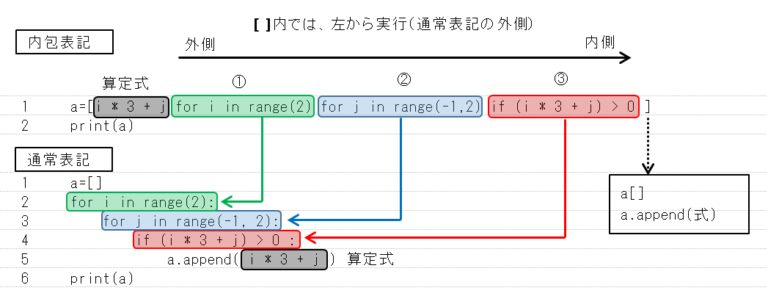 [ ]内では、左から実行(通常表記の外側)
内包表記
外側
内側
算定式
①
②
③
1 a=[i * 3 + j for i in range(2) for j in range(-1,2) if (i * 3 + j) > 0 ]
2 print(a)
通常表記
1 a=[]
2 for i in range(2):
3 for j in range(-1, 2):
4 if (i * 3 + j) > 0 :
5 a.append( i * 3 + j ) 算定式
6 print(a)
a[]
a.append(式)